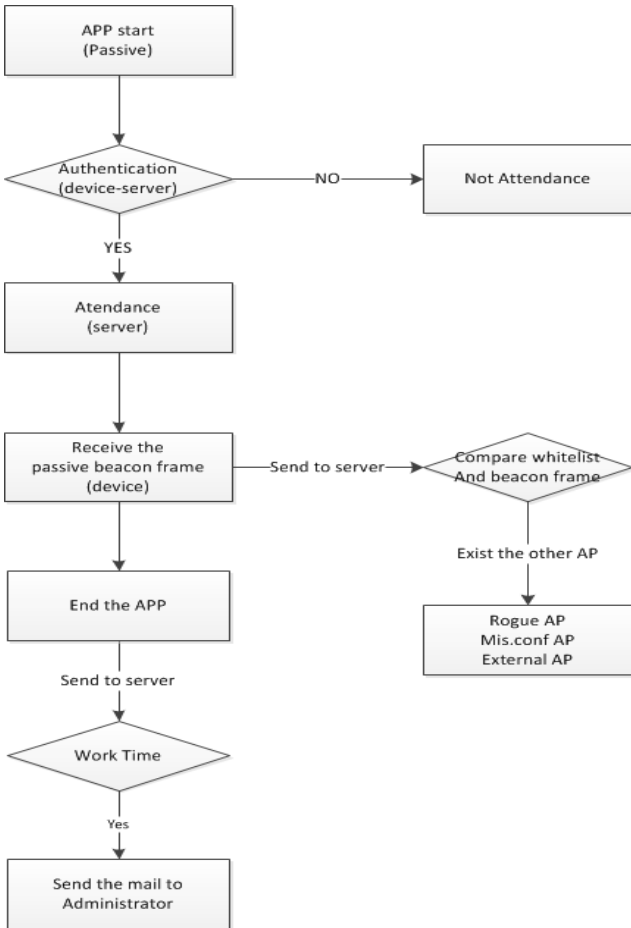 APP start
(Passive)
Authentication
(device-server)
NO
Not Attendance
YES
Atendance
(server)
Receive the
passive beacon frame
(device)
Send to server
Compare whitelist
And beacon frame
Exist the other AP
Rogue AP
Mis.conf AP
External AP
End the APP
Send to server
Work Time
Yes
Send the mail to
Administrator